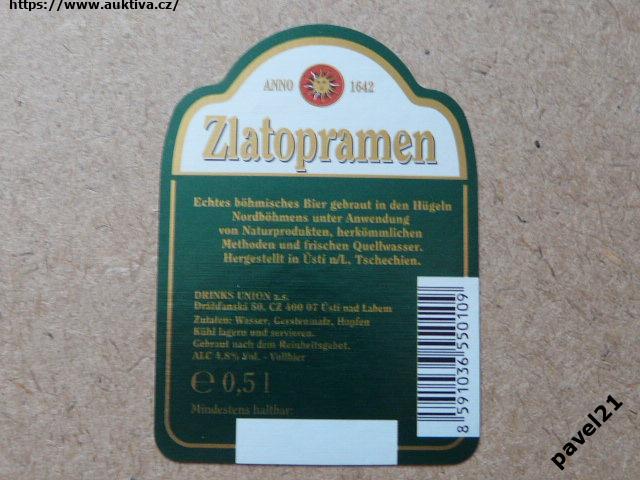 https://www.auktiva.cz/
ANNO 1642
Zlatopramen
Echtes böhmisches Bier gebraut in den Hügeln
Nordböhmens unter Anwendung
von Naturprodukten, herkömmlichen
Methoden und frischen Quellwasser.
Hergestellt in Ústí n/L, Tschechien.
DRINKS UNION a.s.
Drážďanská 80, CZ 400 07 Ústí nad Labem
Zutaten: Wasser, Gerstenmalz, Hopfen
Kühl lagern und servieren.
Gebraut nach dem Reinheitsgebot.
ALC 4,8% Vol. - Vollbier
℮ 0,5 l
Mindestens haltbar:
8 591036 550109
pavel21